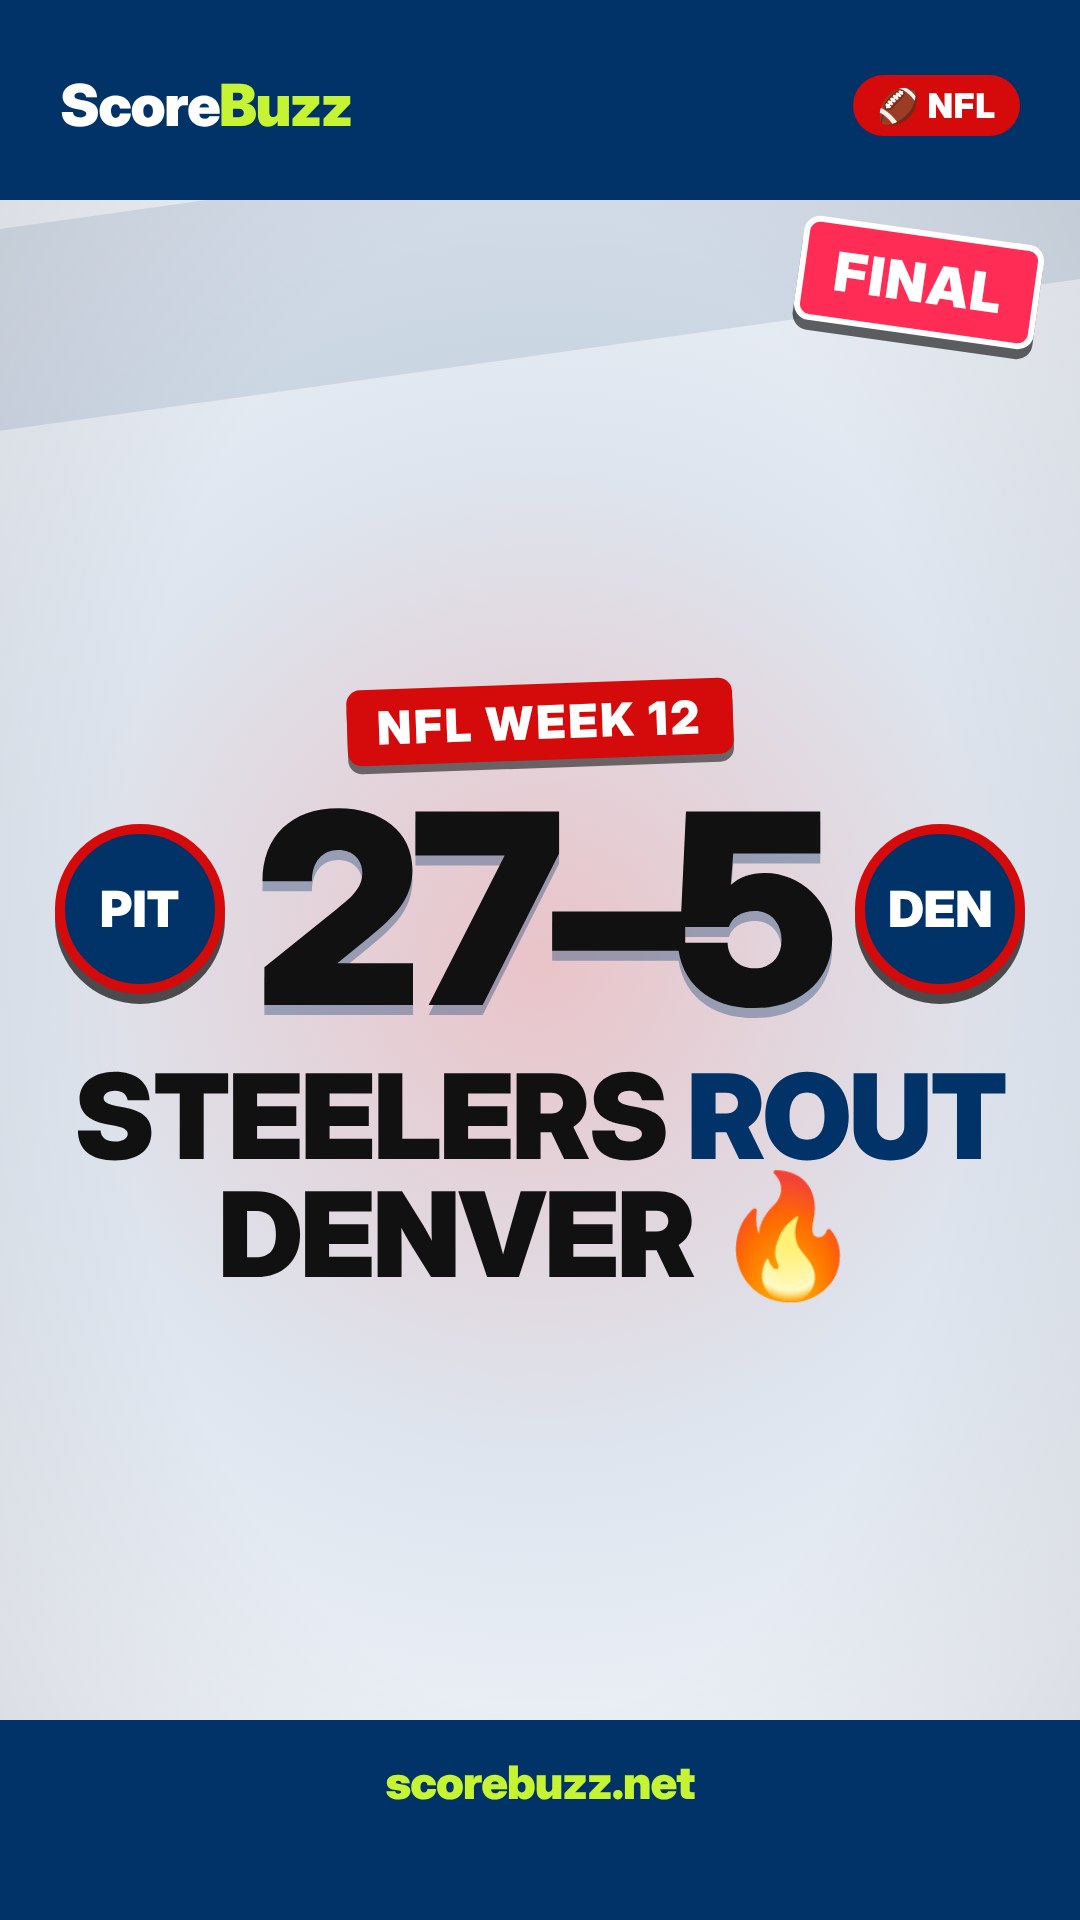 ScoreBuzz
🏈 NFL
FINAL
NFL WEEK 12
PIT
27–5
DEN
STEELERS ROUT
DENVER 🔥
scorebuzz.net